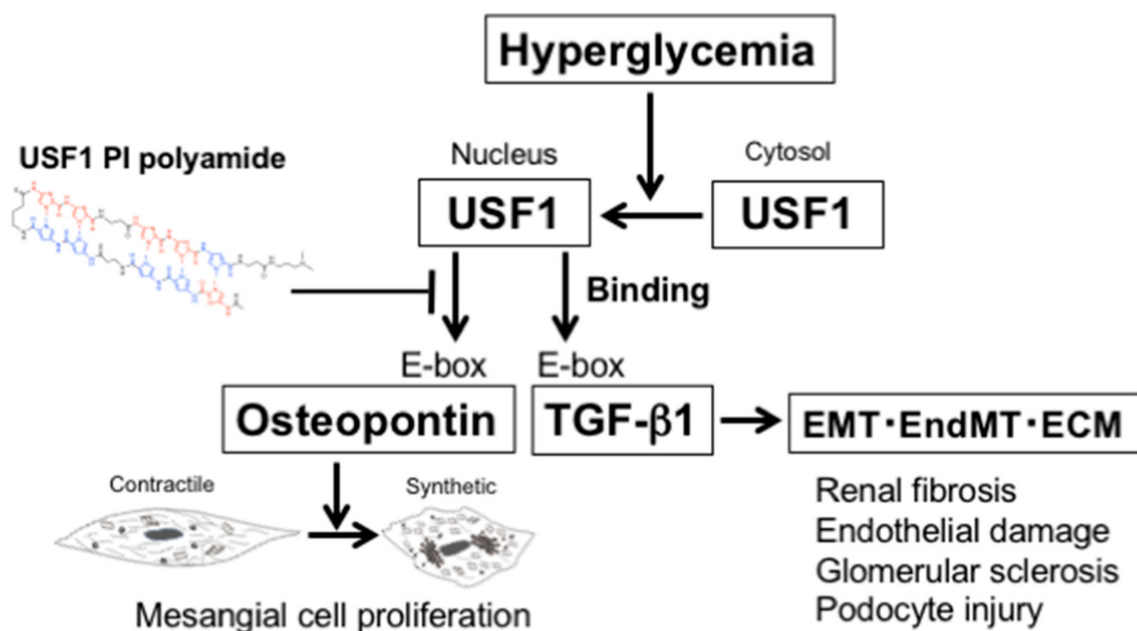 Hyperglycemia
USF1 PI polyamide
Nucleus
Cytosol
USF1
USF1
Binding
E-box
E-box
Osteopontin
TGF-β1
EMT・EndMT・ECM
Contractile
Synthetic
Renal fibrosis
Endothelial damage
Glomerular sclerosis
Podocyte injury
Mesangial cell proliferation